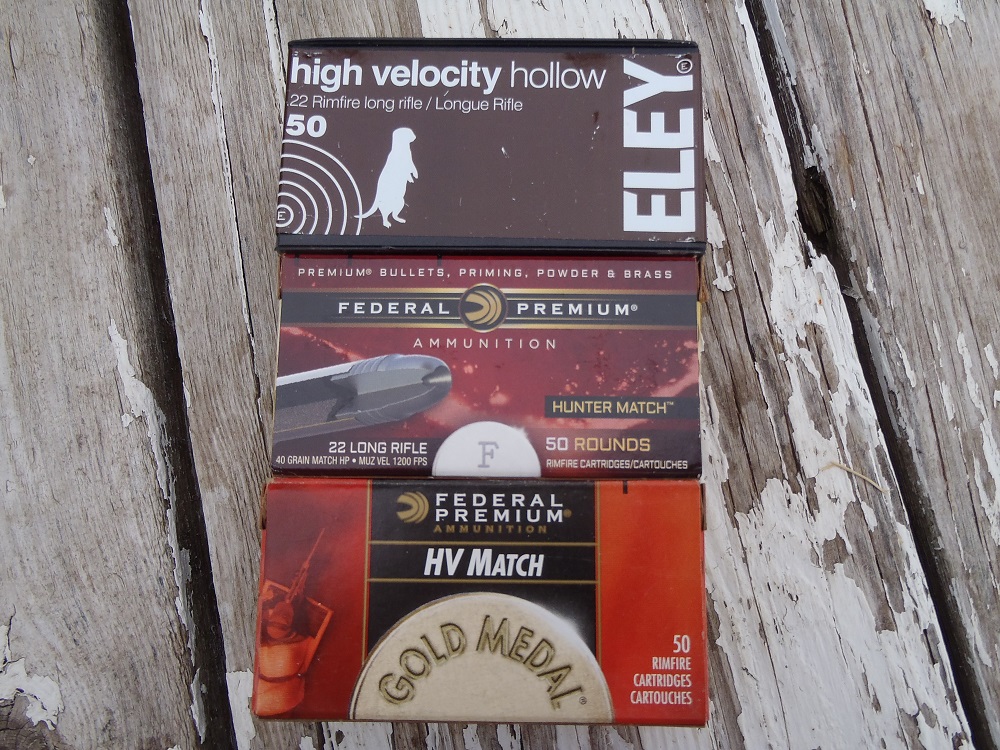 high velocity hollow
22 Rimfire long rifle / Longue Rifle
50
E
ELEY
E
PREMIUM® BULLETS, PRIMING, POWDER & BRASS
FEDERAL PREMIUM®
AMMUNITION
HUNTER MATCH™
22 LONG RIFLE
40 GRAIN MATCH HP • MUZ VEL 1200 FPS
F
50 ROUNDS
RIMFIRE CARTRIDGES/CARTOUCHES
FEDERAL
PREMIUM®
AMMUNITION
HV MATCH
GOLD MEDAL®
50
RIMFIRE
CARTRIDGES
CARTOUCHES